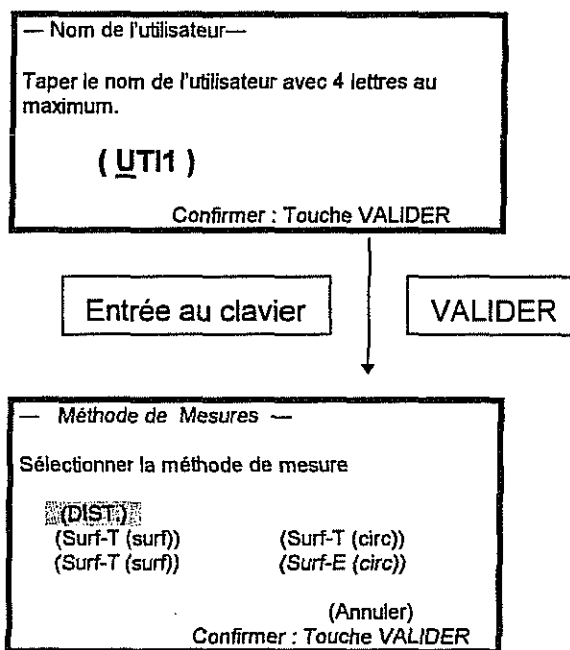 — Nom de l'utilisateur—
Taper le nom de l'utilisateur avec 4 lettres au
maximum.
( UTI1 )
Confirmer : Touche VALIDER
Entrée au clavier
VALIDER
— Méthode de Mesures —
Sélectionner la méthode de mesure
(DIST.)
(Surf-T (surf)) (Surf-T (circ))
(Surf-T (surf)) (Surf-E (circ))
(Annuler)
Confirmer : Touche VALIDER